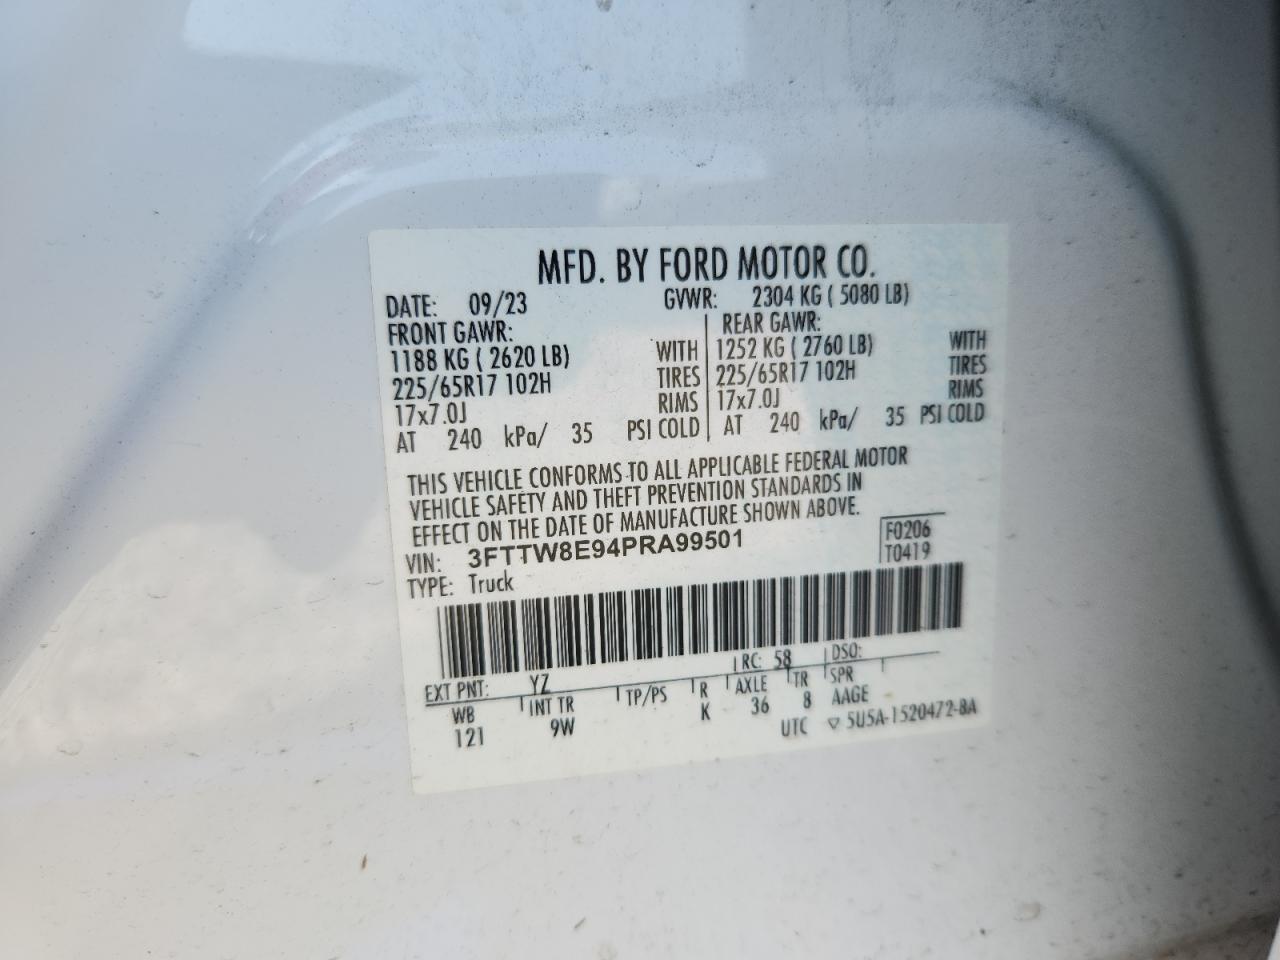 MFD. BY FORD MOTOR CO.
DATE: 09/23 GVWR: 2304 KG ( 5080 LB)
FRONT GAWR: REAR GAWR:
1188 KG ( 2620 LB) WITH 1252 KG ( 2760 LB) WITH
225/65R17 102H TIRES 225/65R17 102H TIRES
17x7.0J RIMS 17x7.0J RIMS
AT 240 kPa/ 35 PSI COLD AT 240 kPa/ 35 PSI COLD
THIS VEHICLE CONFORMS TO ALL APPLICABLE FEDERAL MOTOR
VEHICLE SAFETY AND THEFT PREVENTION STANDARDS IN
EFFECT ON THE DATE OF MANUFACTURE SHOWN ABOVE.
VIN: 3FTTW8E94PRA99501 F0206
TYPE: Truck T0419
EXT PNT: YZ RC: 58 DSO:
WB INT TR TP/PS R AXLE TR SPR
121 9W K 36 8 AAGE
UTC ▽ 5U5A-1520472-BA